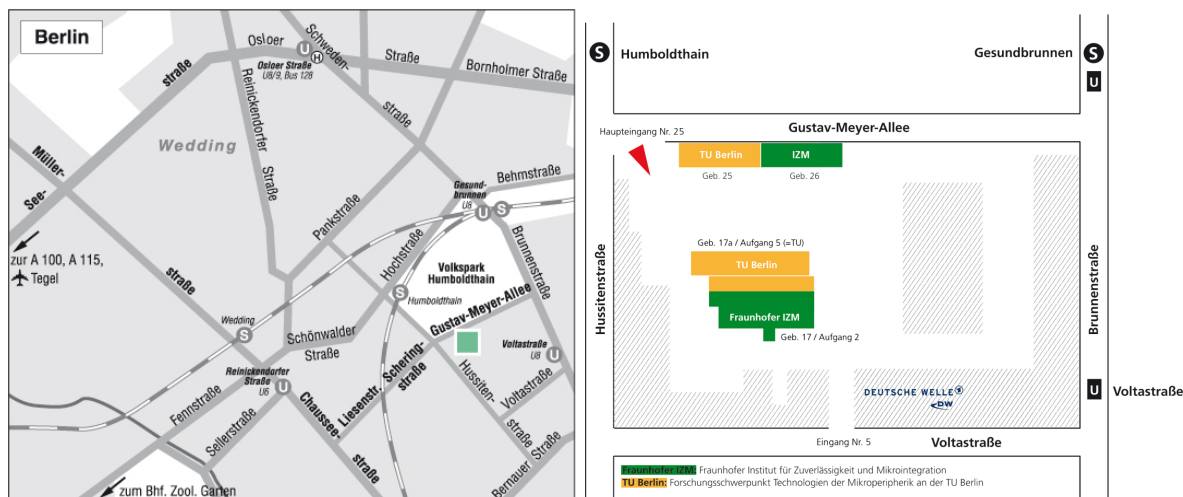 Berlin
Osloer
Schweden-
Straße
Bornholmer Straße
U
H
Osloer Straße
U8/9, Bus 128
straße
Reinickendorfer
Straße
straße
Wedding
Müller-
See-
Pankstraße
Behmstraße
Gesund-
brunnen
U8
U
S
Brunnenstraße
Hochstraße
zur A 100, A 115,
Tegel
straße
Volkspark
Humboldthain
S
Humboldthain
Gustav-Meyer-Allee
Wedding
S
Schönwalder
Straße
Schering-
straße
Liesenstr.
Voltastraße
U8
U
Reinickendorfer
Straße
U6
U
Hussiten-
straße
Voltastraße
Fennstraße
Sellerstraße
Chaussee-
straße
Bernauer Straße
zum Bhf. Zool. Garten
S
Humboldthain
Gesundbrunnen
S
U
Gustav-Meyer-Allee
Haupteingang Nr. 25
TU Berlin
IZM
Geb. 25
Geb. 26
Hussitenstraße
Geb. 17a / Aufgang 5 (=TU)
TU Berlin
Fraunhofer IZM
Geb. 17 / Aufgang 2
Brunnenstraße
DEUTSCHE WELLE
DW
U
Voltastraße
Eingang Nr. 5
Voltastraße
Fraunhofer IZM: Fraunhofer Institut für Zuverlässigkeit und Mikrointegration
TU Berlin: Forschungsschwerpunkt Technologien der Mikroperipherik an der TU Berlin